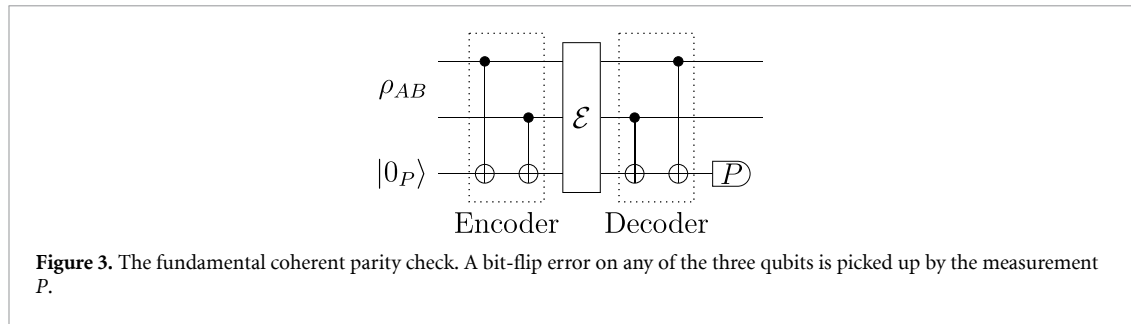 ρ_AB
ℰ
|0_P⟩
P
Encoder Decoder
Figure 3. The fundamental coherent parity check. A bit-flip error on any of the three qubits is picked up by the measurement
P.